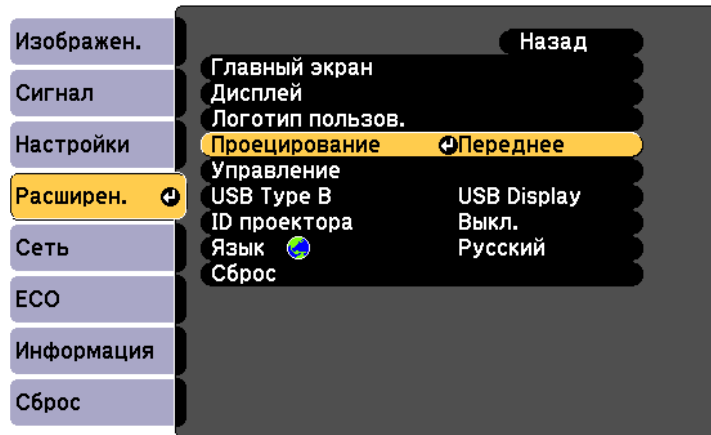 Изображен.
Сигнал
Настройки
Расширен.
Сеть
ECO
Информация
Сброс
Назад
Главный экран
Дисплей
Логотип пользов.
Проецирование Переднее
Управление
USB Type B USB Display
ID проектора Выкл.
Язык Русский
Сброс